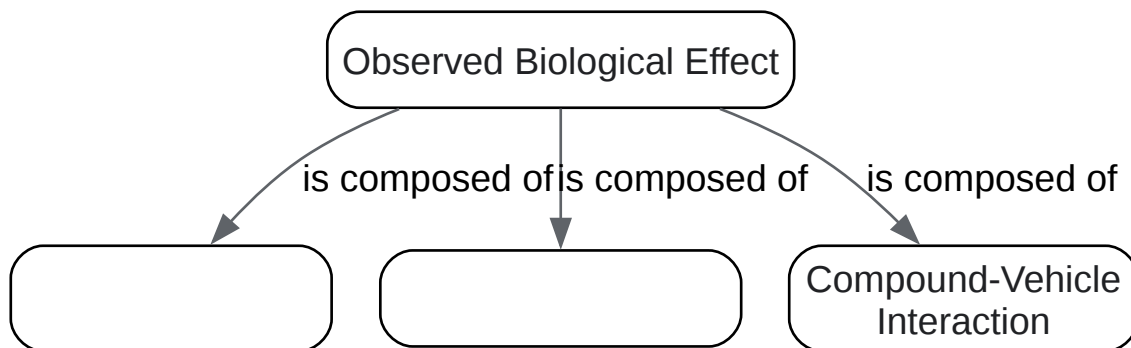 Observed Biological Effect
is composed of
is composed of
is composed of
Compound-Vehicle
Interaction